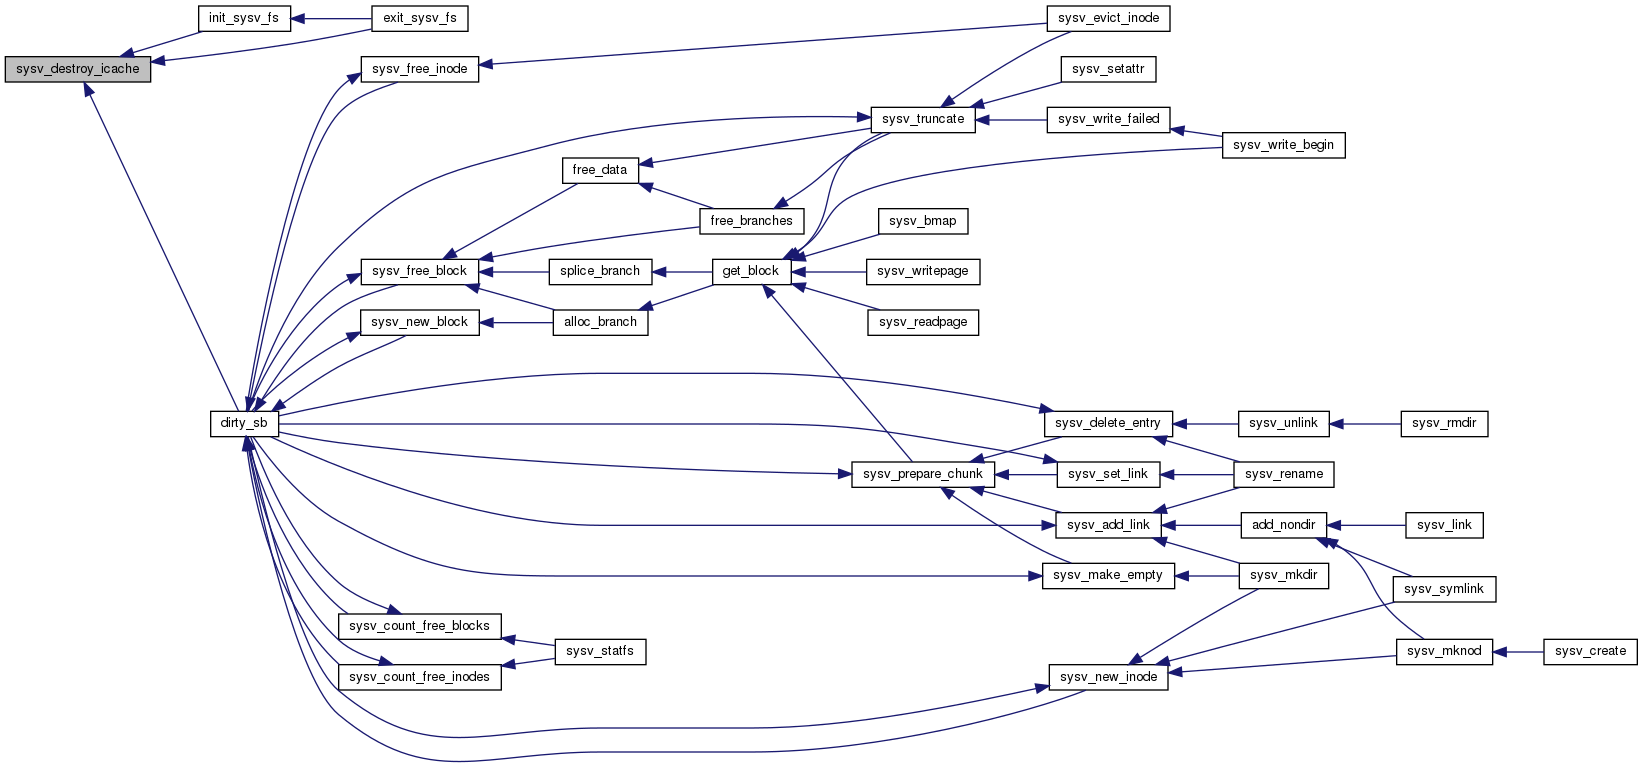 init_sysv_fs
exit_sysv_fs
sysv_evict_inode
sysv_destroy_icache
sysv_free_inode
sysv_setattr
sysv_truncate
sysv_write_failed
sysv_write_begin
free_data
free_branches
sysv_bmap
sysv_free_block
splice_branch
get_block
sysv_writepage
sysv_new_block
alloc_branch
sysv_readpage
dirty_sb
sysv_delete_entry
sysv_unlink
sysv_rmdir
sysv_prepare_chunk
sysv_set_link
sysv_rename
sysv_add_link
add_nondir
sysv_link
sysv_make_empty
sysv_mkdir
sysv_symlink
sysv_count_free_blocks
sysv_statfs
sysv_mknod
sysv_create
sysv_count_free_inodes
sysv_new_inode